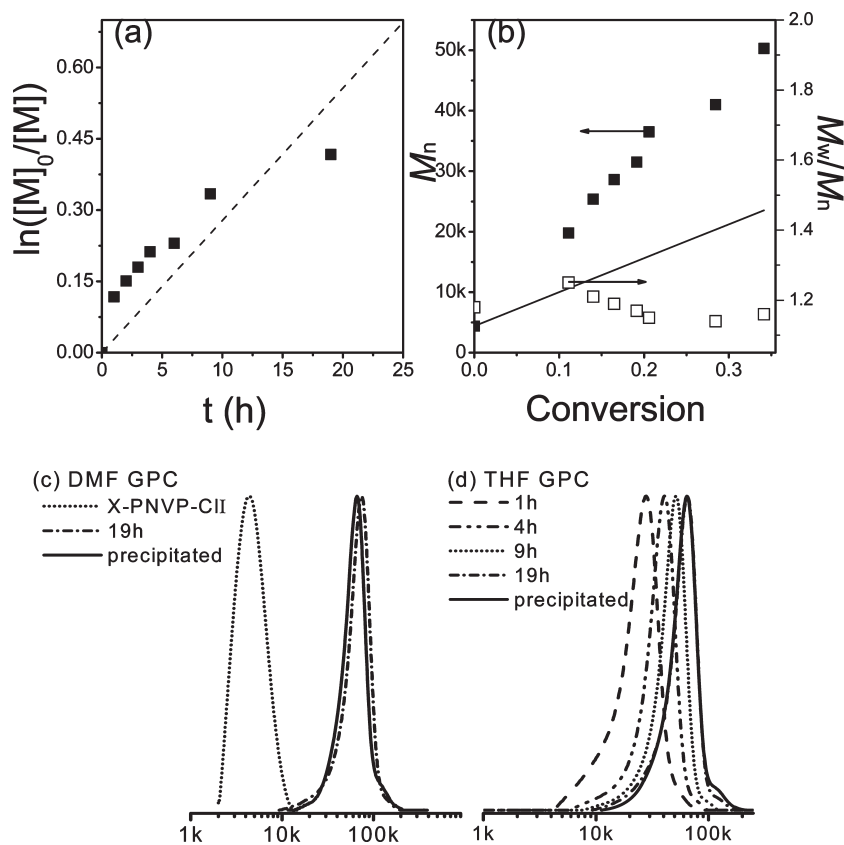 (a)
ln([M]0/[M])
0.60
0.45
0.30
0.15
0.00
0 5 10 15 20 25
t (h)
(b)
Mn
50k
40k
30k
20k
10k
0
2.0
1.8
1.6
1.4
1.2
Mw/Mn
0.0 0.1 0.2 0.3
Conversion
(c) DMF GPC
X-PNVP-ClI
19h
precipitated
1k 10k 100k
(d) THF GPC
1h
4h
9h
19h
precipitated
1k 10k 100k